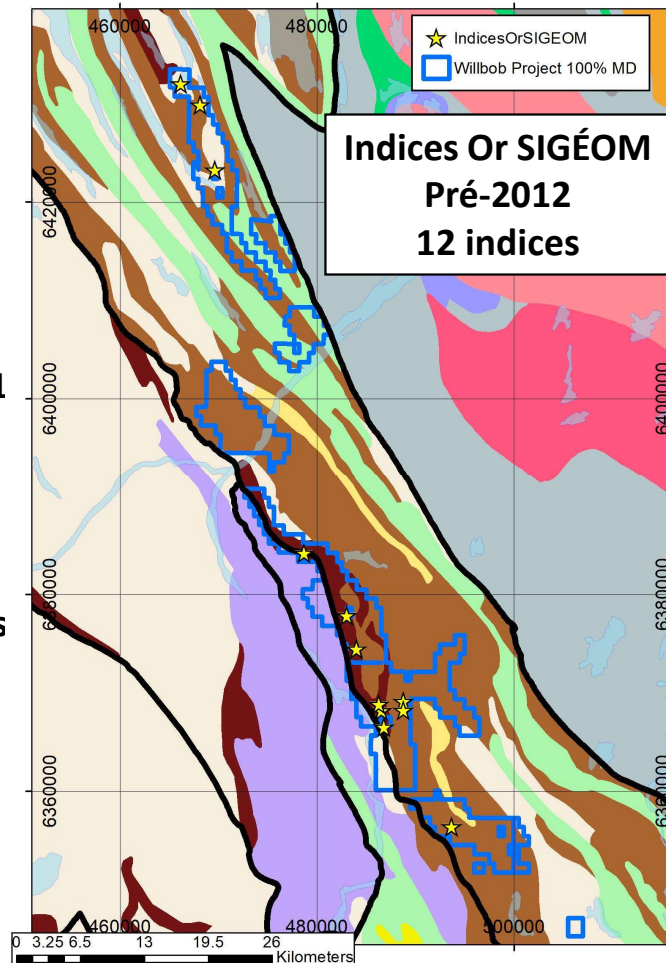 460000
480000
IndicesOrSIGEOM
Willbob Project 100% MD
Indices Or SIGÉOM
Pré-2012
12 indices
6420000
6400000
6400000
6380000
6380000
6360000
6360000
s
460000
480000
500000
0 3.25 6.5 13 19.5 26
Kilometers